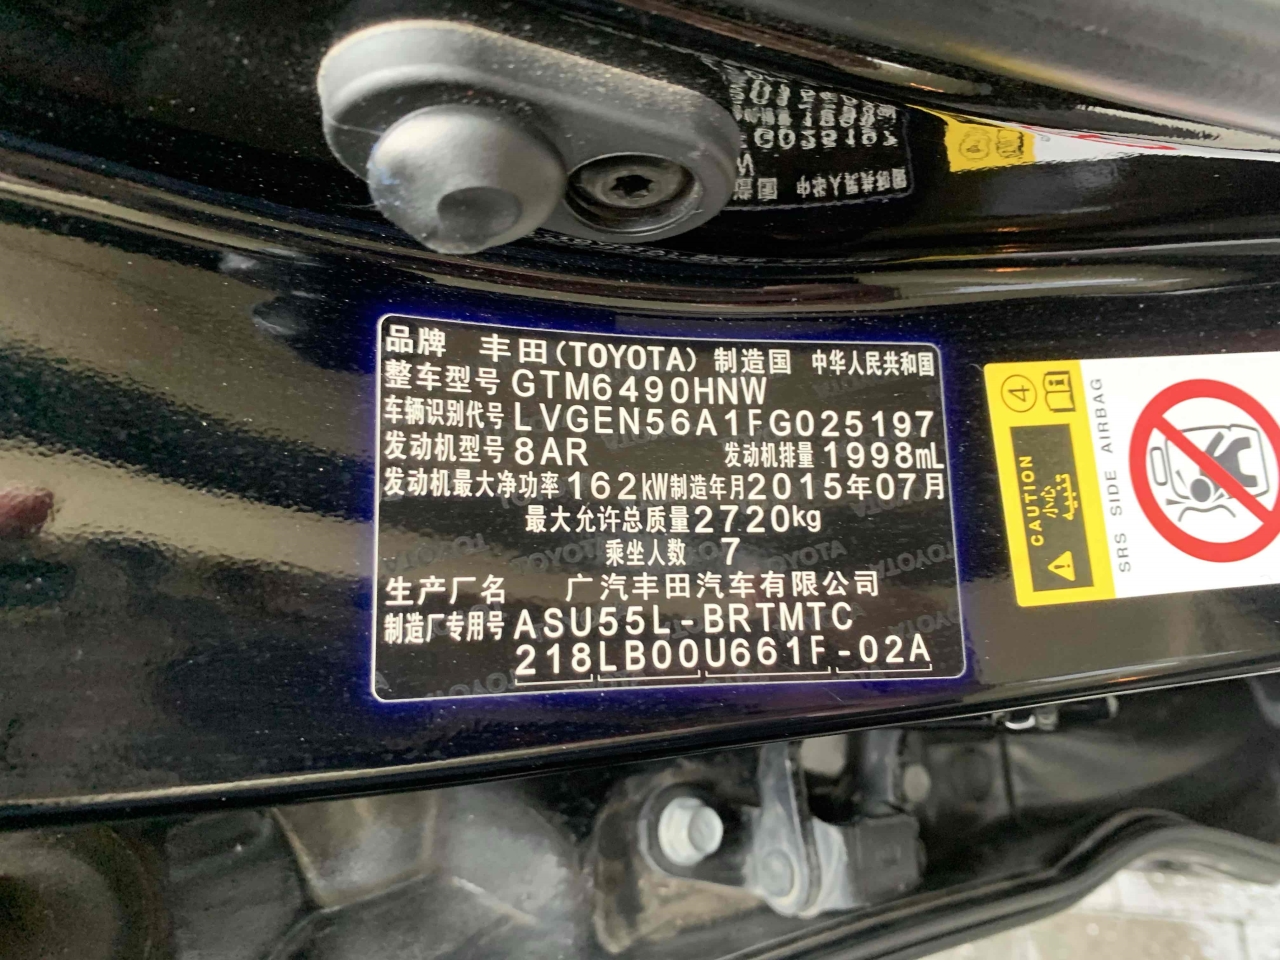 品牌 丰田(TOYOTA) 制造国 中华人民共和国
整车型号 GTM6490HNW
车辆识别代号 LVGEN56A1FG025197
发动机型号 8AR 发动机排量 1998mL
发动机最大净功率 162kW 制造年月 2015年07月
最大允许总质量 2720kg
乘坐人数 7
生产厂名 广汽丰田汽车有限公司
制造厂专用号 ASU55L-BRTMTC
218LB00U661F-02A
4
CAUTION
小心
تنبيه
SRS SIDE AIRBAG